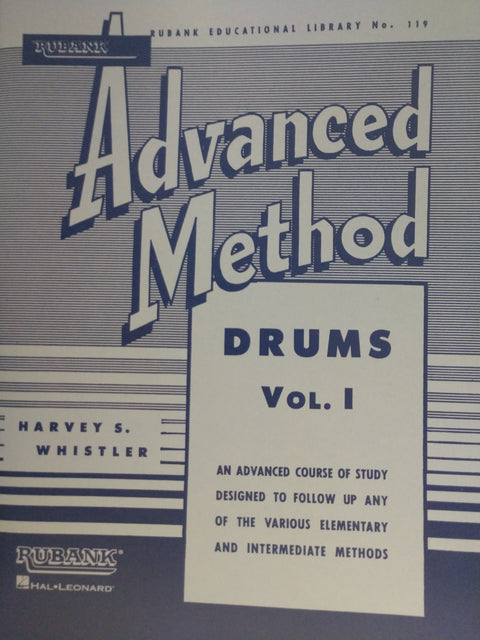 RUBANK EDUCATIONAL LIBRARY No. 119
RUBANK
Advanced
Method
DRUMS
VOL. I
HARVEY S.
WHISTLER
AN ADVANCED COURSE OF STUDY
DESIGNED TO FOLLOW UP ANY
OF THE VARIOUS ELEMENTARY
AND INTERMEDIATE METHODS
RUBANK®
HAL•LEONARD®